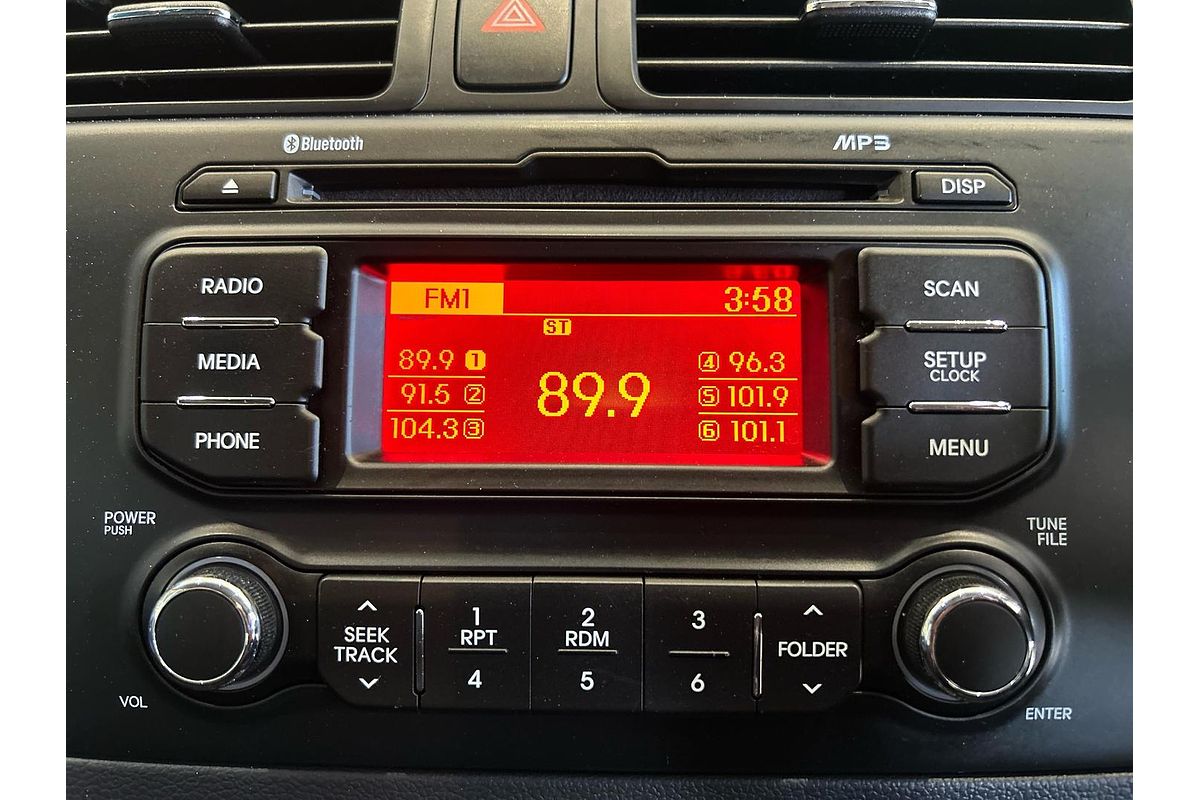 Bluetooth
MP3
DISP
RADIO
MEDIA
PHONE
FM1
3:58
ST
89.9 1
91.5 2
104.3 3
89.9
4 96.3
5 101.9
6 101.1
SCAN
SETUP
CLOCK
MENU
POWER
PUSH
VOL
SEEK
TRACK
1
RPT
4
2
RDM
5
3
6
FOLDER
TUNE
FILE
ENTER